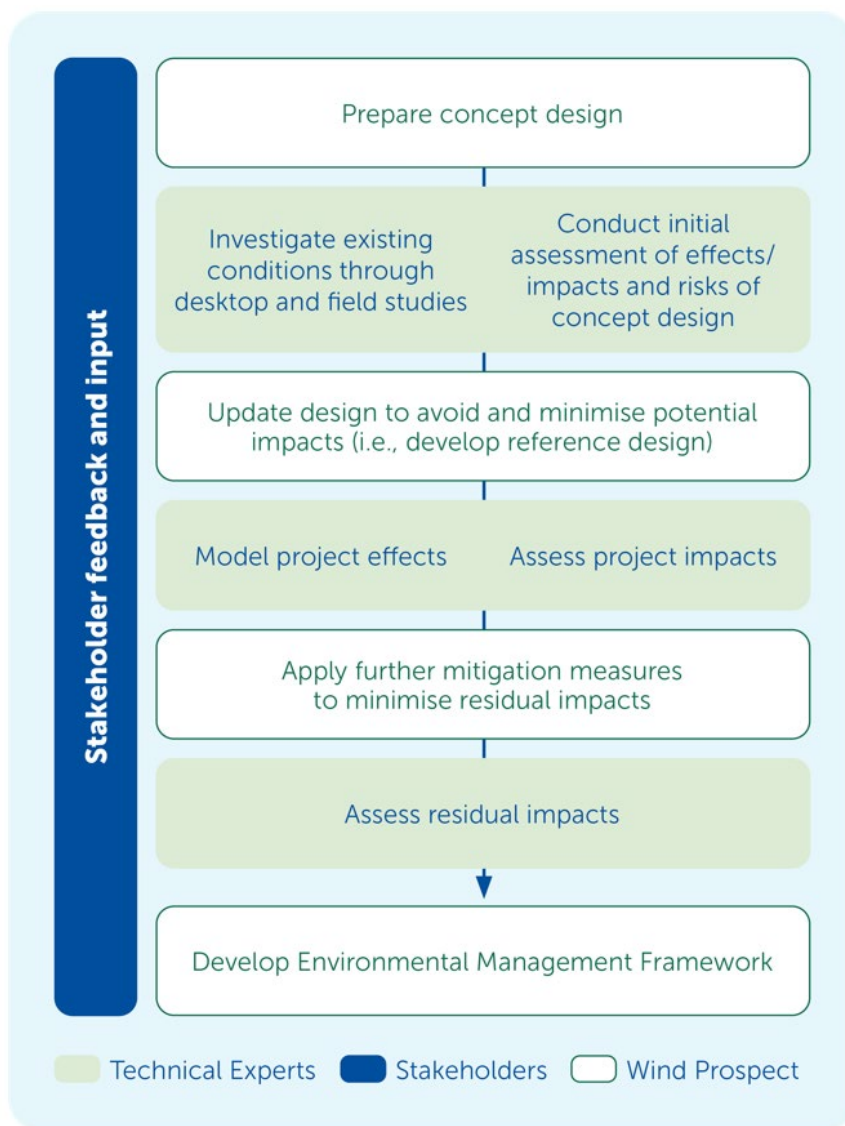 Stakeholder feedback and input
Prepare concept design
Investigate existing
conditions through
desktop and field studies
Conduct initial
assessment of effects/
impacts and risks of
concept design
Update design to avoid and minimise potential
impacts (i.e., develop reference design)
Model project effects
Assess project impacts
Apply further mitigation measures
to minimise residual impacts
Assess residual impacts
Develop Environmental Management Framework
Technical Experts
Stakeholders
Wind Prospect